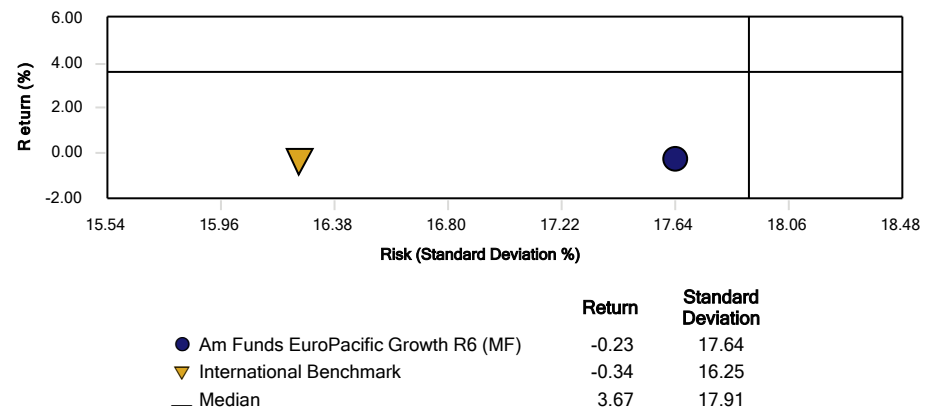 6.00
4.00
2.00
0.00
-2.00
Return (%)
15.54 15.96 16.38 16.80 17.22 17.64 18.06 18.48
Risk (Standard Deviation %)
Return Standard Deviation
Am Funds EuroPacific Growth R6 (MF) -0.23 17.64
International Benchmark -0.34 16.25
Median 3.67 17.91